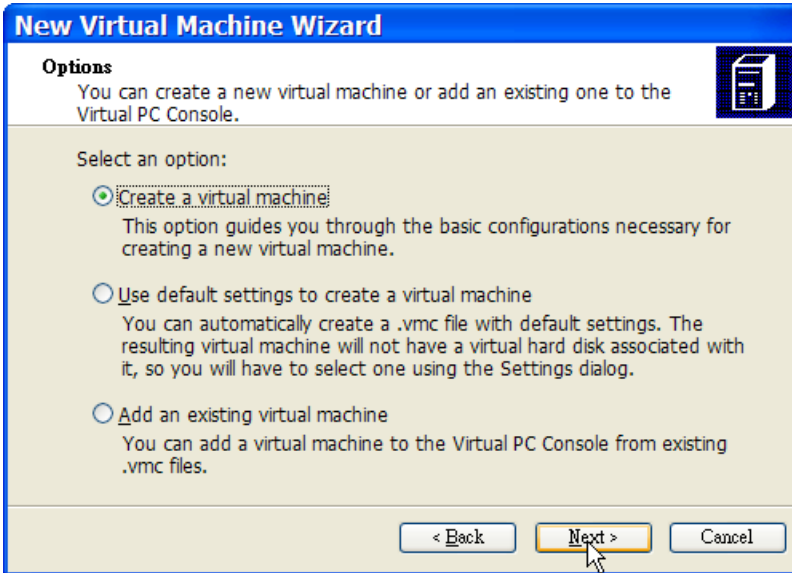 New Virtual Machine Wizard
Options
You can create a new virtual machine or add an existing one to the
Virtual PC Console.
Select an option:
Create a virtual machine
This option guides you through the basic configurations necessary for
creating a new virtual machine.
Use default settings to create a virtual machine
You can automatically create a .vmc file with default settings. The
resulting virtual machine will not have a virtual hard disk associated with
it, so you will have to select one using the Settings dialog.
Add an existing virtual machine
You can add a virtual machine to the Virtual PC Console from existing
.vmc files.
< Back Next > Cancel